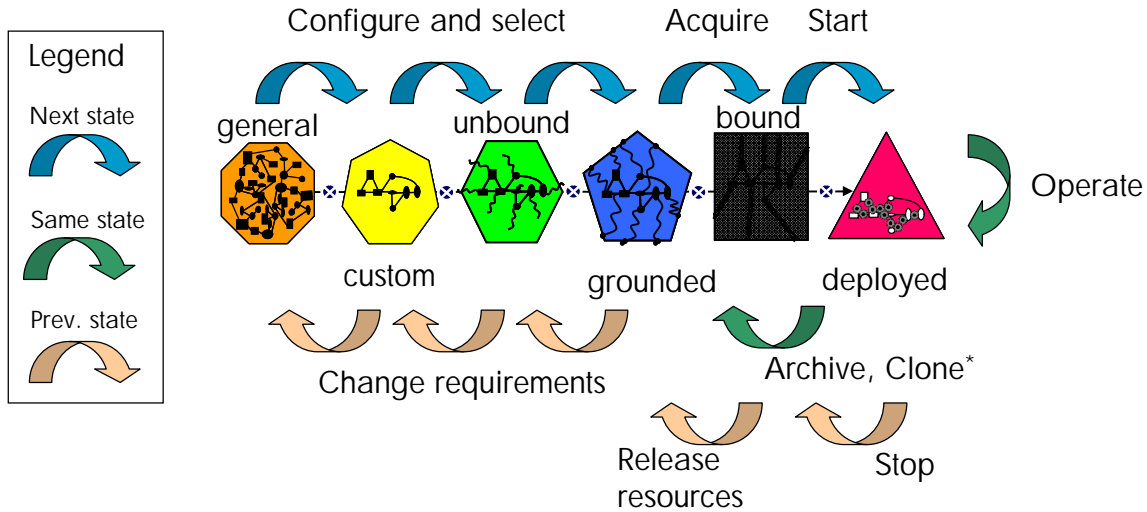 Configure and select
Acquire
Start
Legend
Next state
Same state
Prev. state
general
unbound
bound
Operate
custom
grounded
deployed
Change requirements
Archive, Clone*
Release
resources
Stop